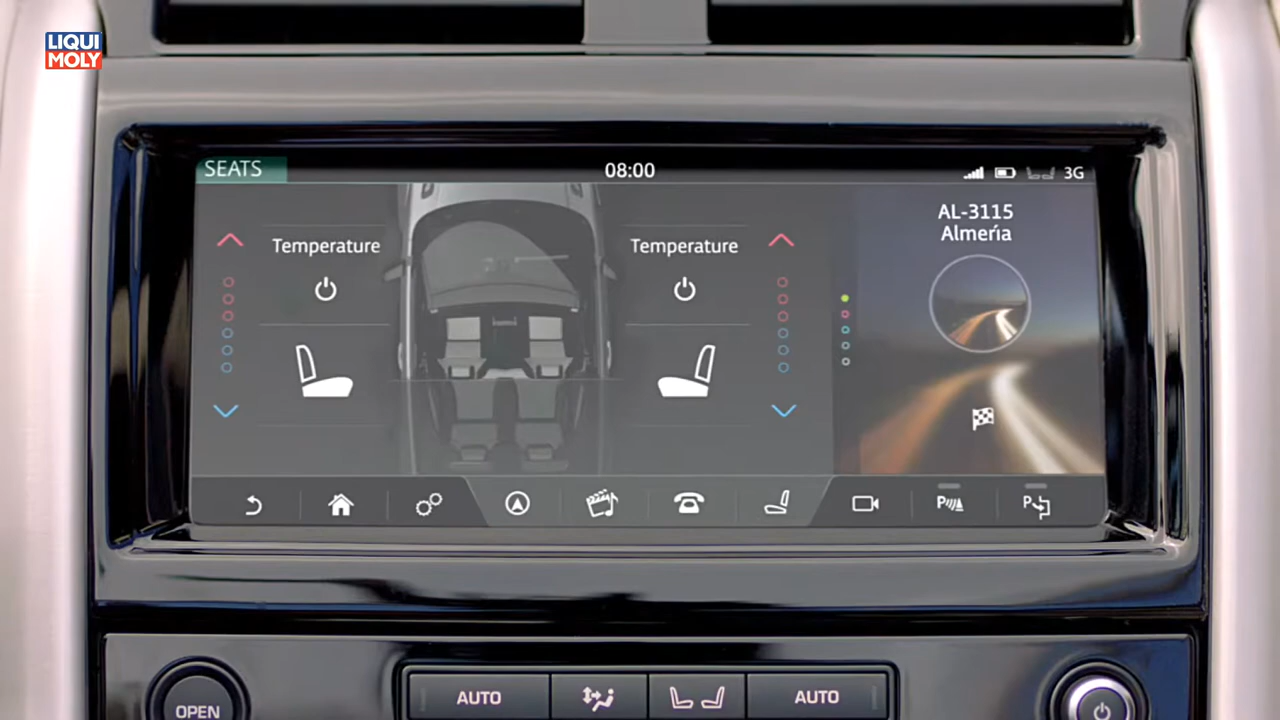 LIQUI
MOLY
SEATS
08:00
3G
AL-3115
Almería
Temperature
Temperature
P
P
OPEN
AUTO
AUTO